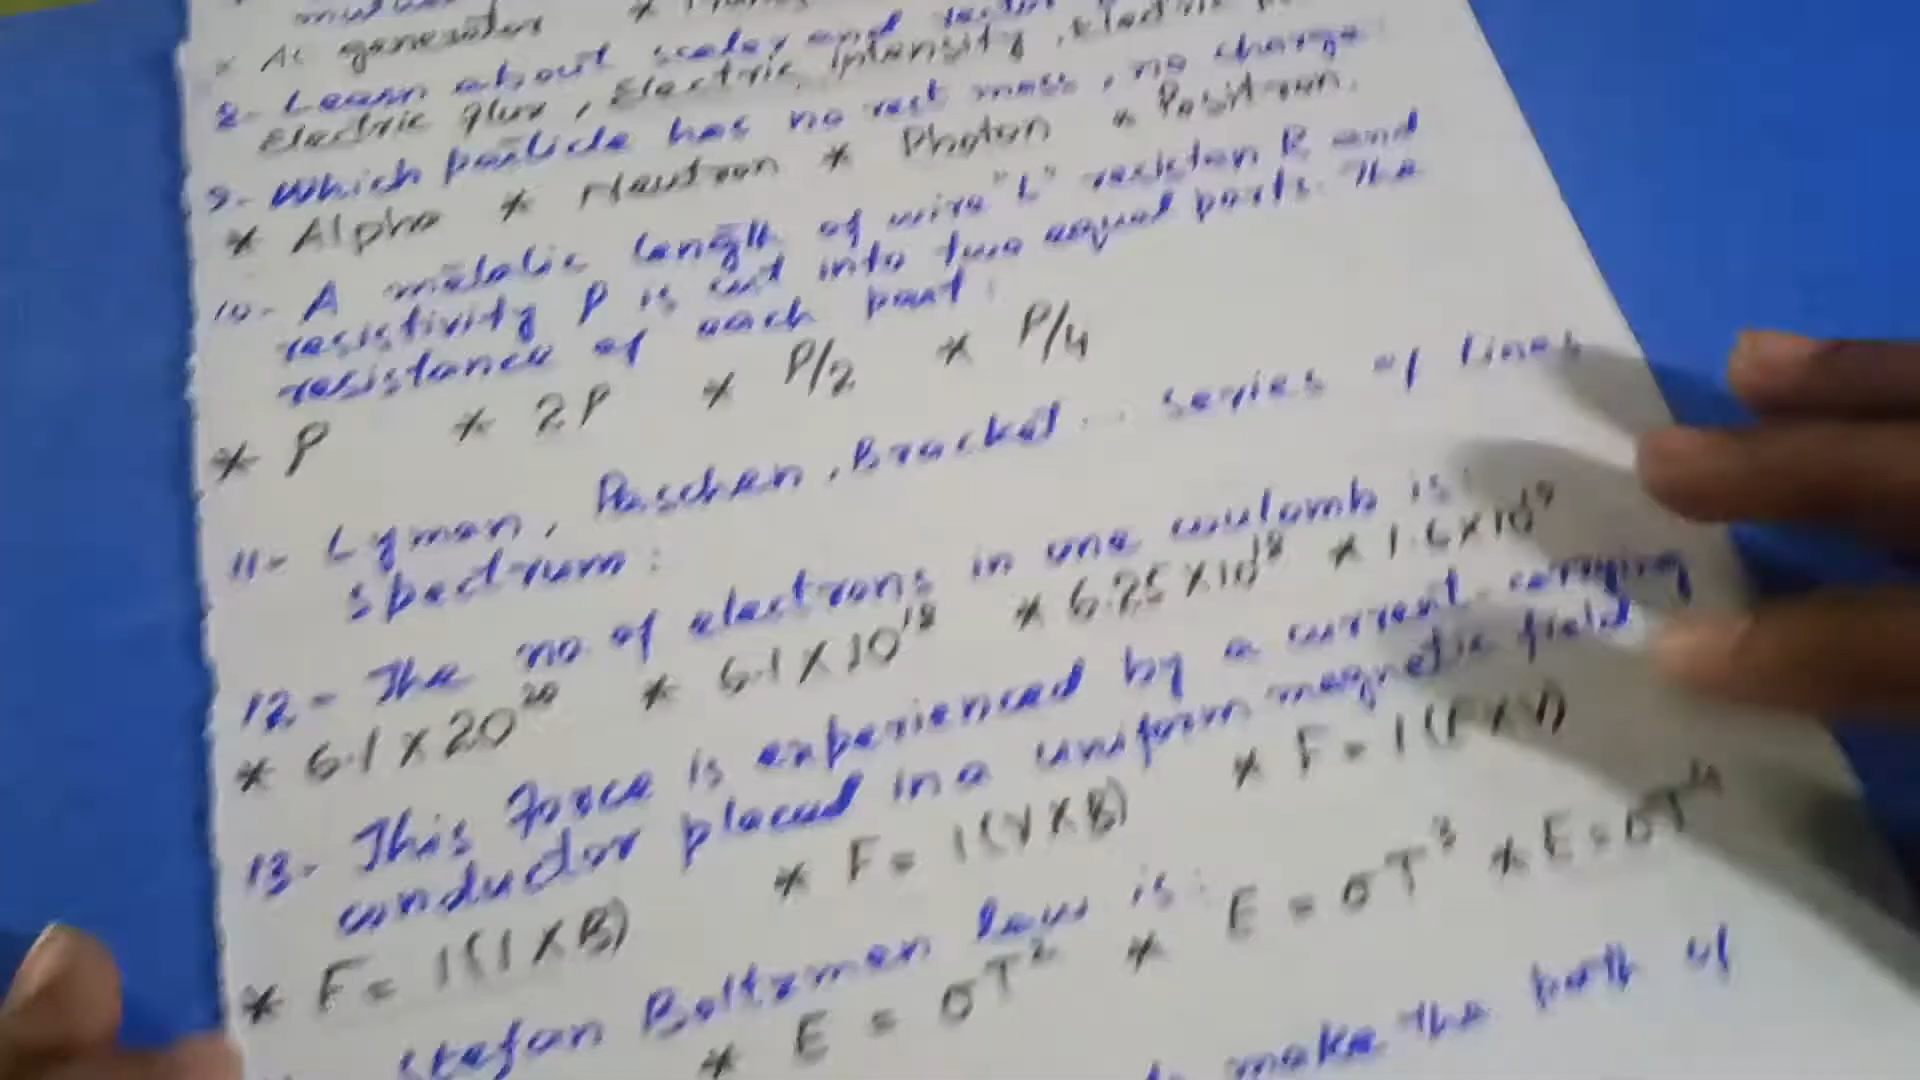 * AC generator *
8- Learn about scaler and vector
Electric flux, Electric intensity, Electric
9- Which particle has no rest mass, no charge:
* Alpha * Neutron * Photon * Positron.
10- A metalic length of wire "L" resistan R and
resistivity P is cut into two equal parts. The
resistance of each part:
* P * 2P * P/2 * P/4
11- Lyman, Paschen, Bracket... series of lines
spectrum:
12- The no of electrons in one coulomb is:
* 6.1 X 20²⁰ * 6.1 X 10¹⁸ * 6.25 X 10¹⁸ * 1.6 X 10¹⁹
13- This force is experienced by a current-carrying
conductor placed in a uniform magnetic field
* F = I(l X B) * F = I(V X B) * F =
Stefan Boltzman law is:
* E = σT² * E = σT³ * E = σT⁴
make the path of